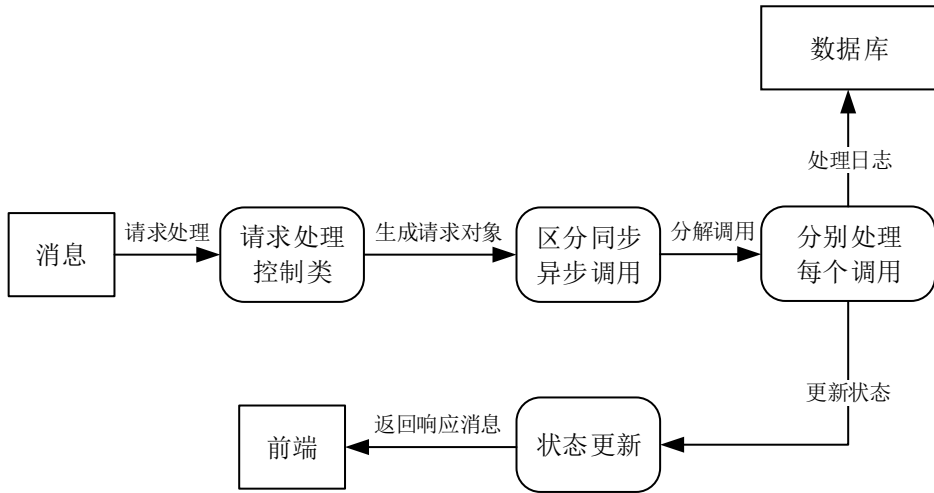 数据库
处理日志
消息
请求处理
请求处理
控制类
生成请求对象
区分同步
异步调用
分解调用
分别处理
每个调用
更新状态
前端
返回响应消息
状态更新